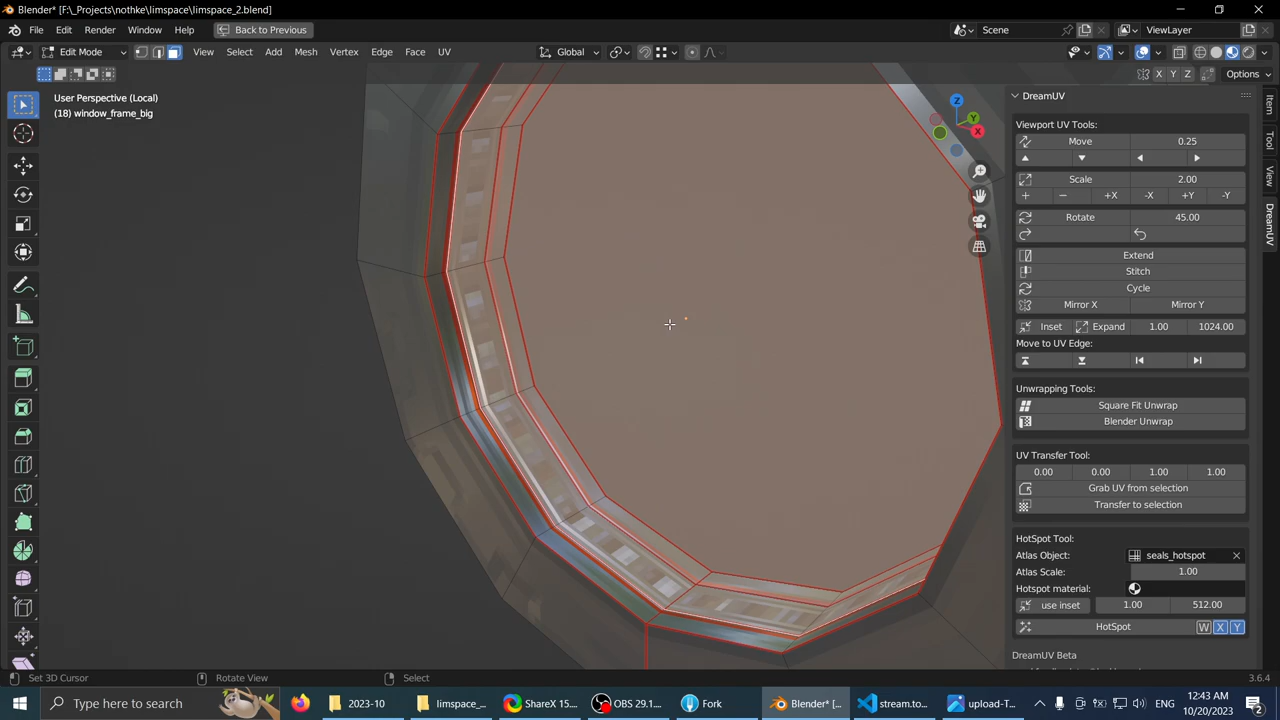 Blender* [F:\_Projects\nothke\limspace\limspace_2.blend]
File Edit Render Window Help Back to Previous Scene ViewLayer
Edit Mode View Select Add Mesh Vertex Edge Face UV Global
X Y Z Options
User Perspective (Local)
(18) window_frame_big
Z
Y
X
Item
Tool
View
DreamUV
DreamUV
Viewport UV Tools:
Move 0.25
Scale 2.00
+ − +X -X +Y -Y
Rotate 45.00
Extend
Stitch
Cycle
Mirror X Mirror Y
Inset Expand 1.00 1024.00
Move to UV Edge:
Unwrapping Tools:
Square Fit Unwrap
Blender Unwrap
UV Transfer Tool:
0.00 0.00 1.00 1.00
Grab UV from selection
Transfer to selection
HotSpot Tool:
Atlas Object: seals_hotspot
Atlas Scale: 1.00
Hotspot material:
use inset 1.00 512.00
HotSpot W X Y
DreamUV Beta
Set 3D Cursor Rotate View Select 3.6.4
Type here to search 2023-10 limspace_... ShareX 15.... OBS 29.1.... Fork Blender* [... stream.to... upload-T... ENG 12:43 AM
10/20/2023 2